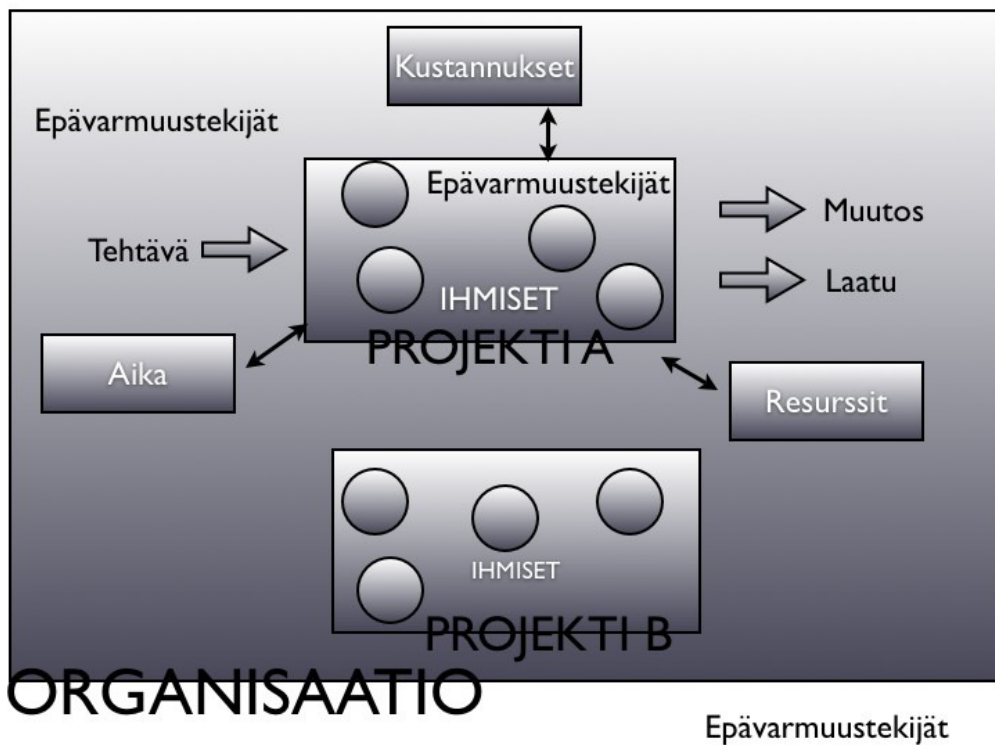 Kustannukset
Epävarmuustekijät
Epävarmuustekijät
Muutos
Tehtävä
Laatu
IHMISET
PROJEKTI A
Aika
Resurssit
IHMISET
PROJEKTI B
ORGANISAATIO
Epävarmuustekijät